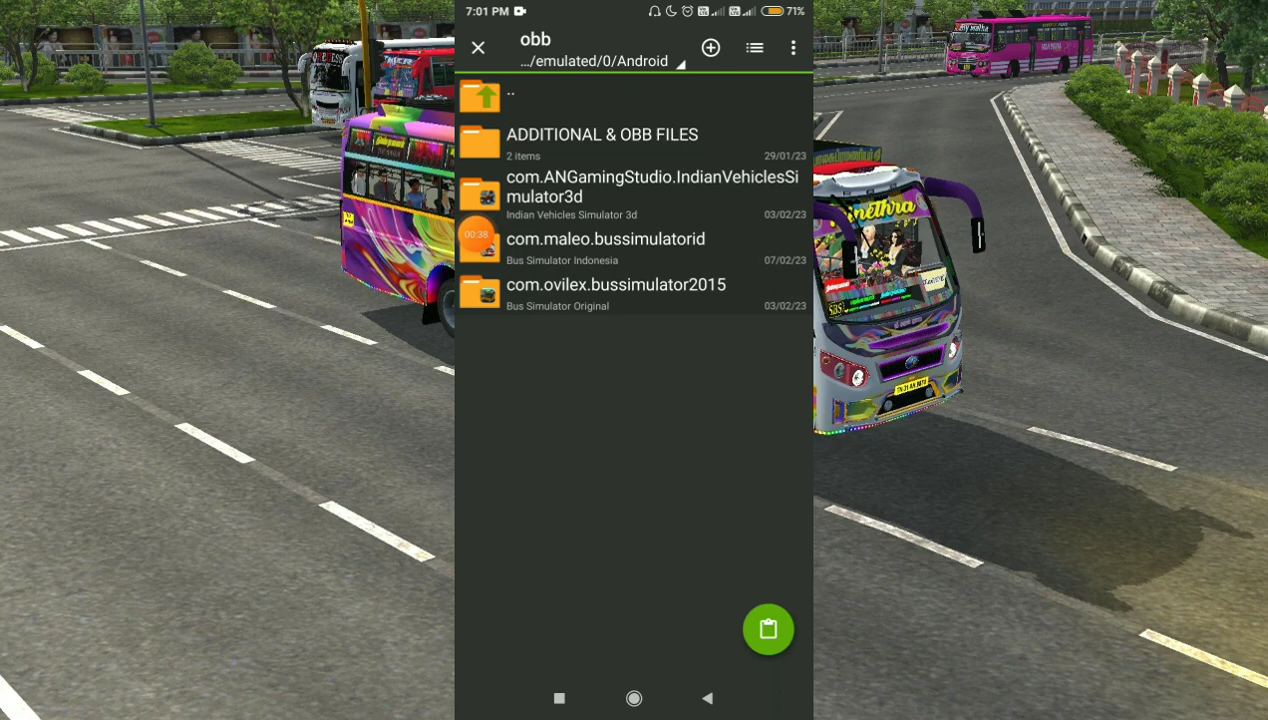 7:01 PM
71%
obb
.../emulated/0/Android
..
ADDITIONAL & OBB FILES
2 items
29/01/23
com.ANGamingStudio.IndianVehiclesSi
mulator3d
Indian Vehicles Simulator 3d
03/02/23
00:38
com.maleo.bussimulatorid
Bus Simulator Indonesia
07/02/23
com.ovilex.bussimulator2015
Bus Simulator Original
03/02/23